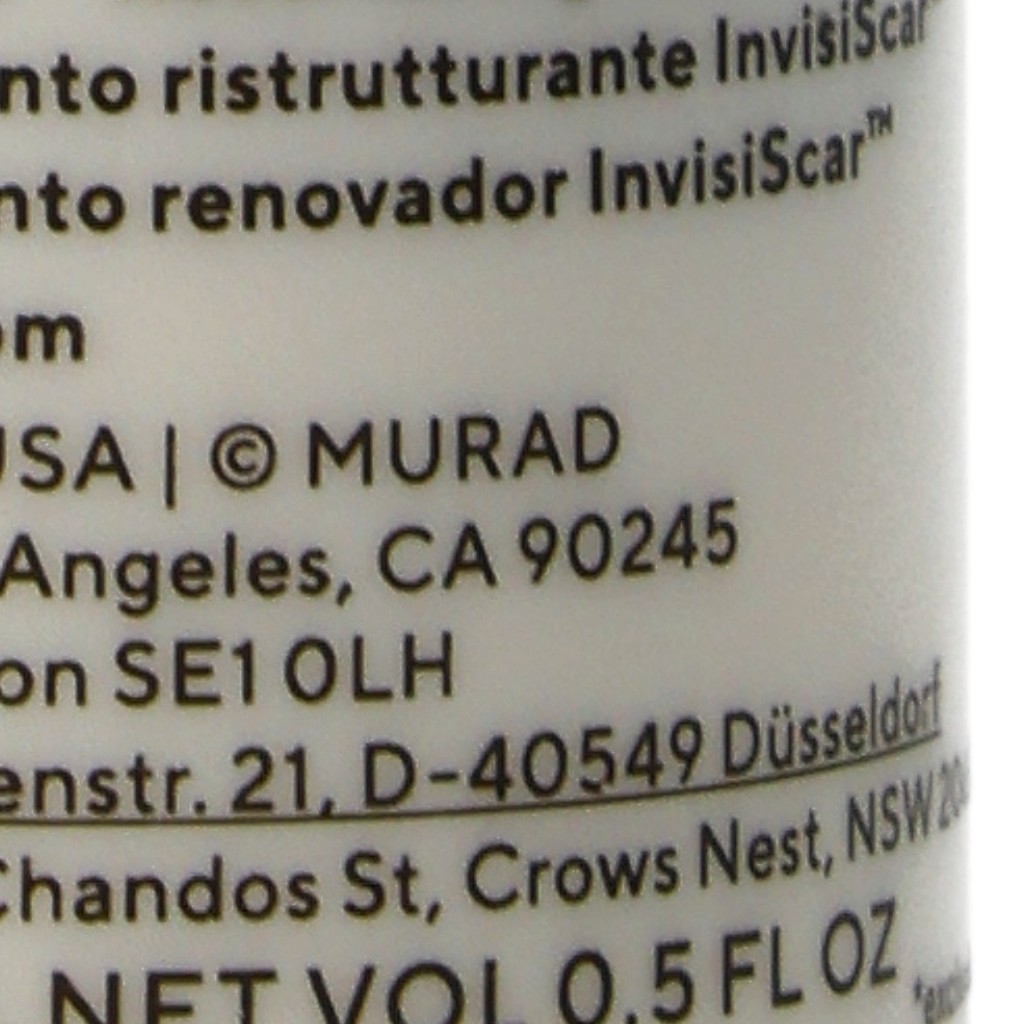 nto ristrutturante InvisiScar
nto renovador InvisiScar™
om
USA | © MURAD
Angeles, CA 90245
on SE1 0LH
enstr. 21, D-40549 Düsseldorf
Chandos St, Crows Nest, NSW
NET VOL 0.5 FL OZ